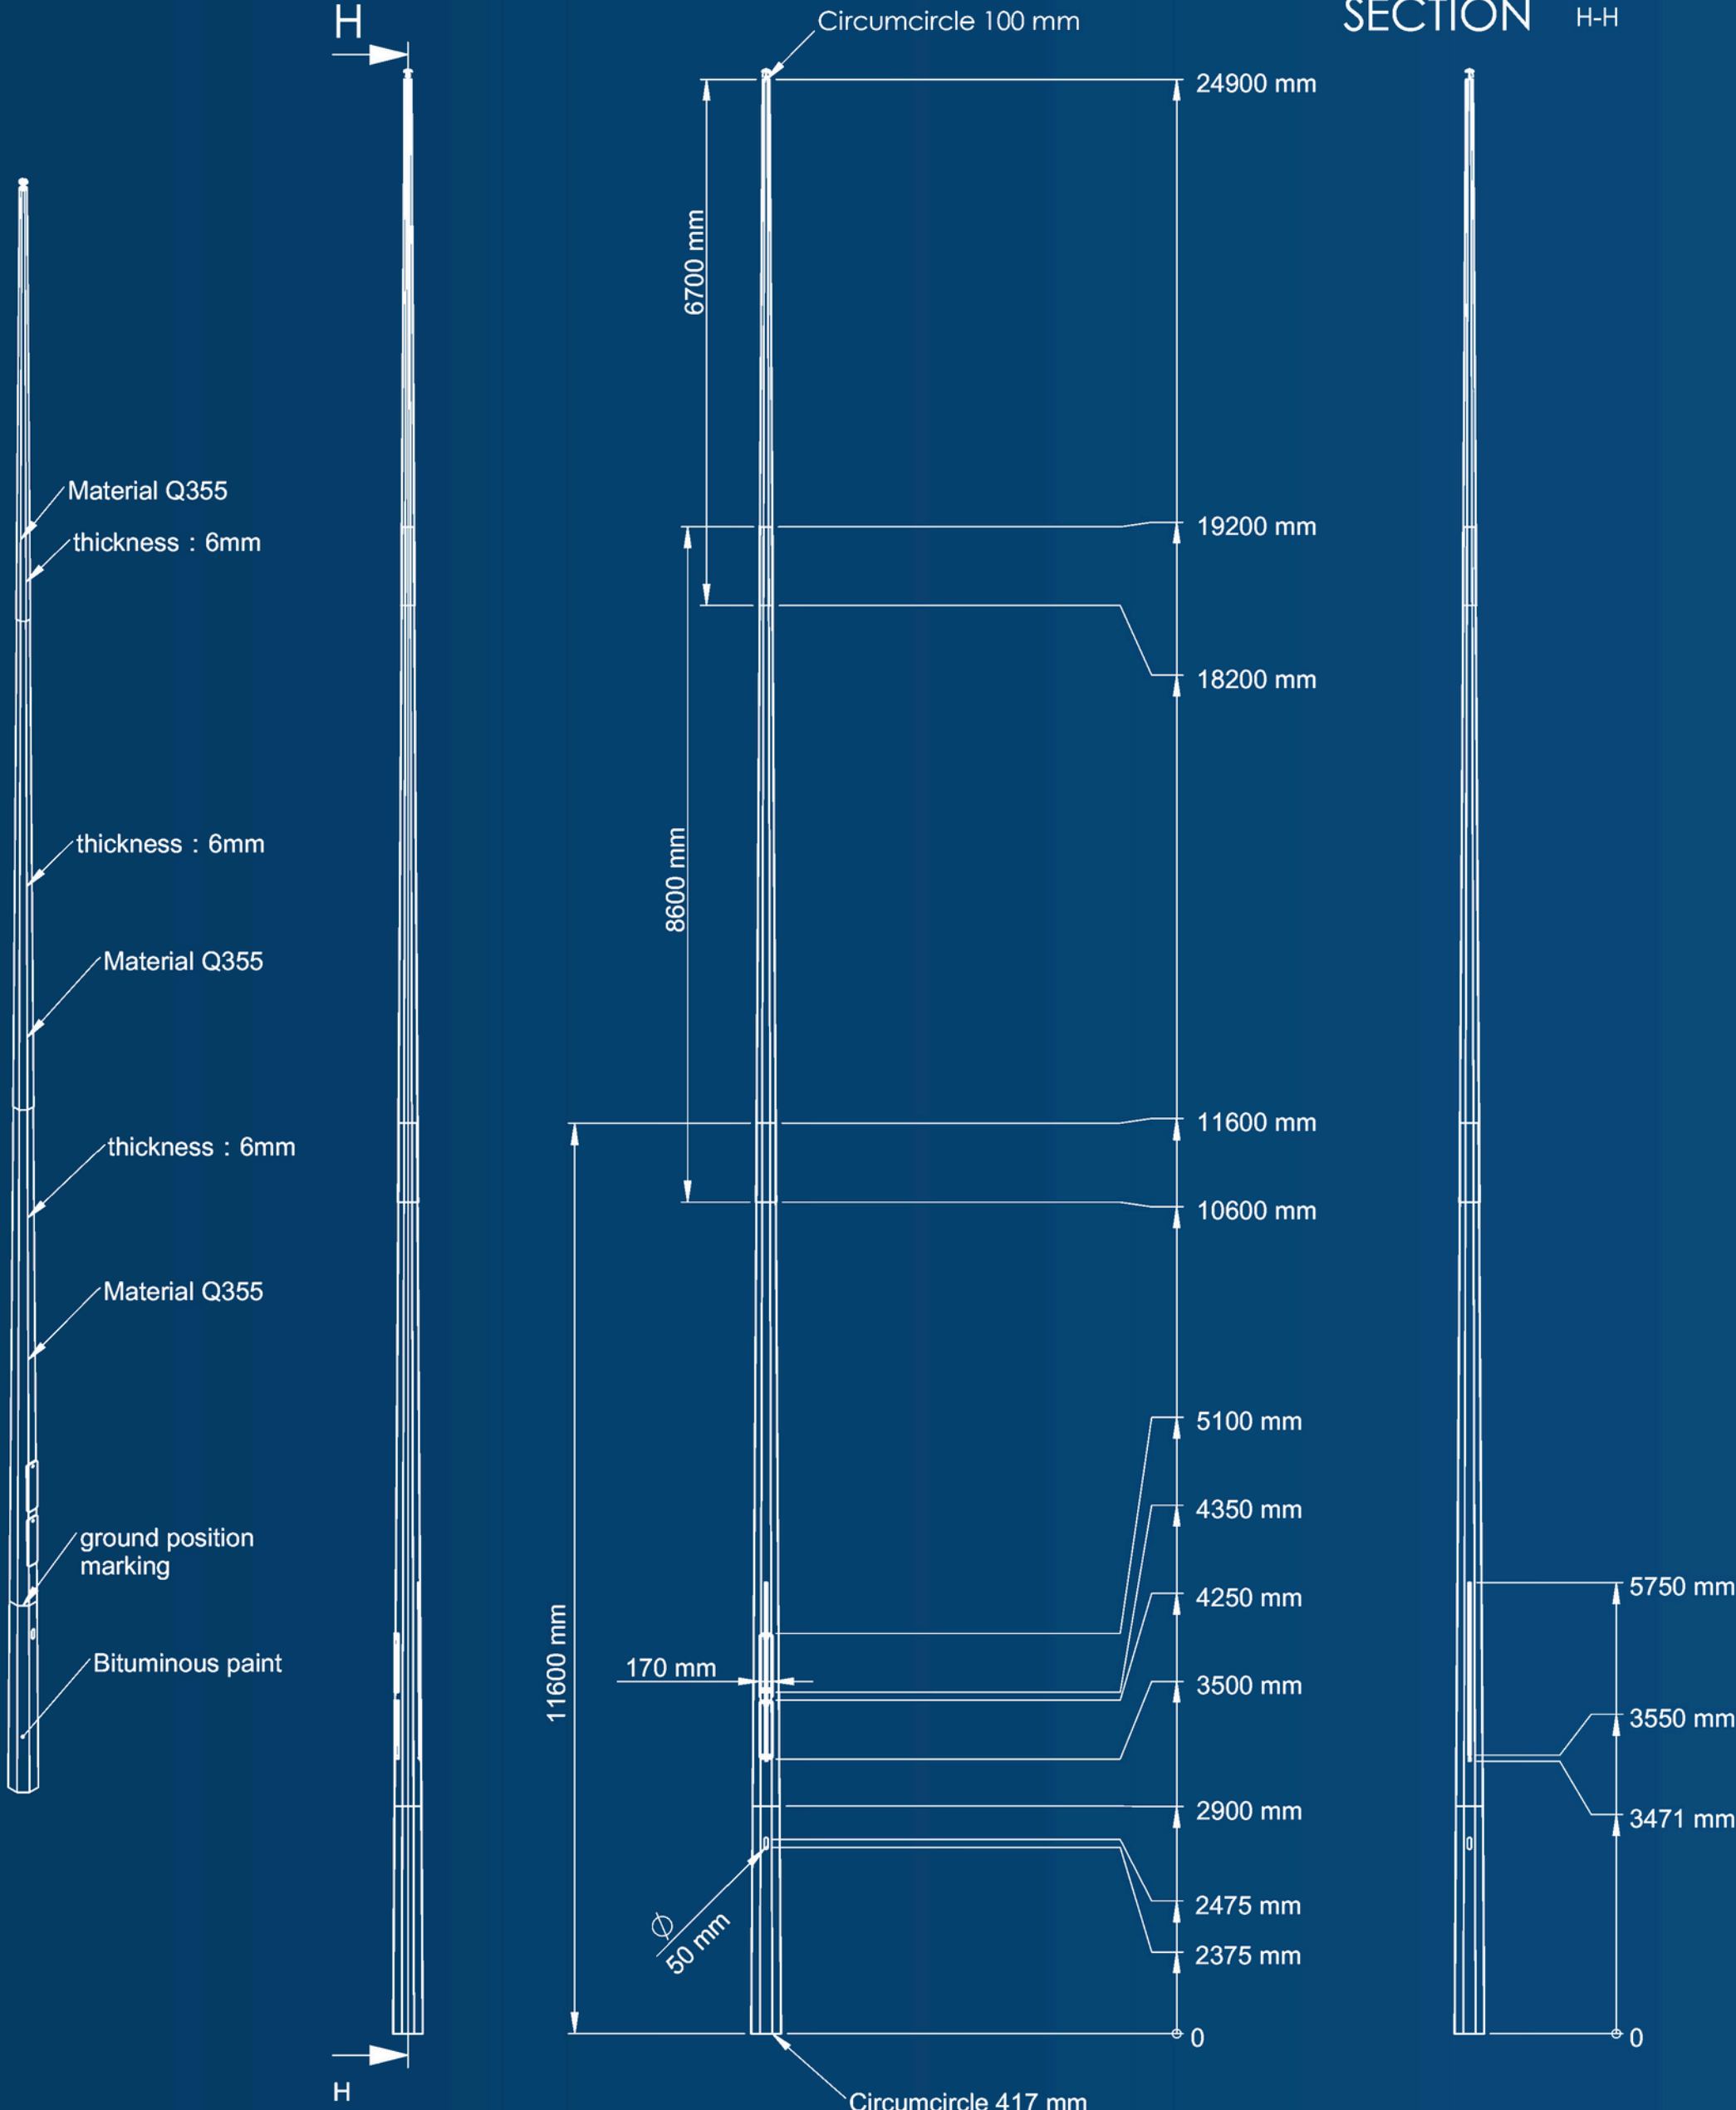 H
Circumcircle 100 mm
SECTION H-H
24900 mm
6700 mm
Material Q355
thickness : 6mm
19200 mm
18200 mm
thickness : 6mm
8600 mm
Material Q355
11600 mm
thickness : 6mm
10600 mm
Material Q355
5100 mm
4350 mm
ground position
marking
4250 mm
5750 mm
11600 mm
Bituminous paint
170 mm
3500 mm
3550 mm
2900 mm
3471 mm
2475 mm
Ø
50 mm
2375 mm
0
0
H
Circumcircle 417 mm